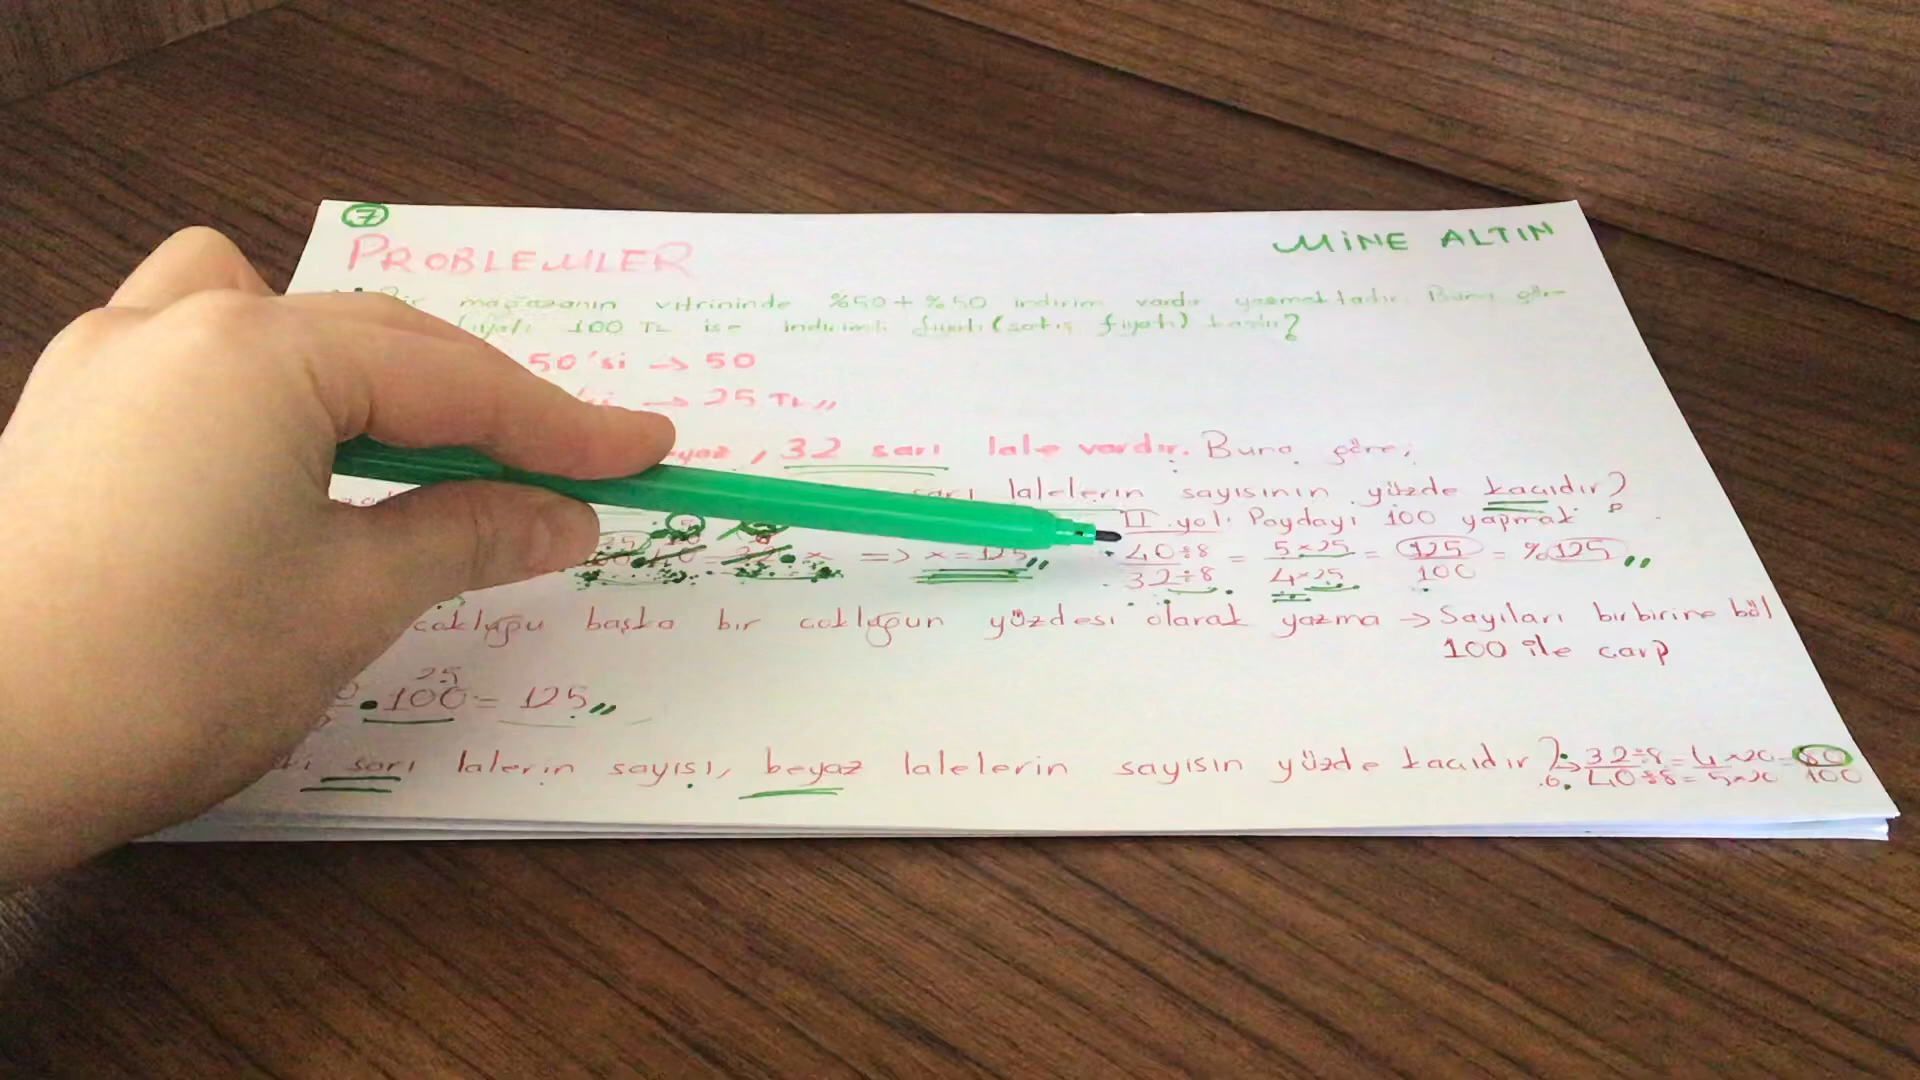 7
PROBLEMLER
MİNE ALTIN
mağazanın vitrininde %50 + %50 indirim vardır yazmaktadır. Buna göre
100 TL ise indirimli fiyatı (satış fiyatı) kaçtır?
50'si → 50
→ 25 TL
, 32 sarı lale vardır. Buna göre;
sarı lalelerin sayısının yüzde kaçıdır?
II. yol: Paydayı 100 yapmak
=> x = 125
40÷8/32÷8 = 5×25/4×25 = 125/100 = %125
çokluğu başka bir çokluğun yüzdesi olarak yazma → Sayıları birbirine böl
100 ile çarp
25
.100 = 125
sarı lalerin sayısı, beyaz lalelerin sayısın yüzde kaçıdır? 32÷8/40÷8 = 4×20/5×20 = 80/100